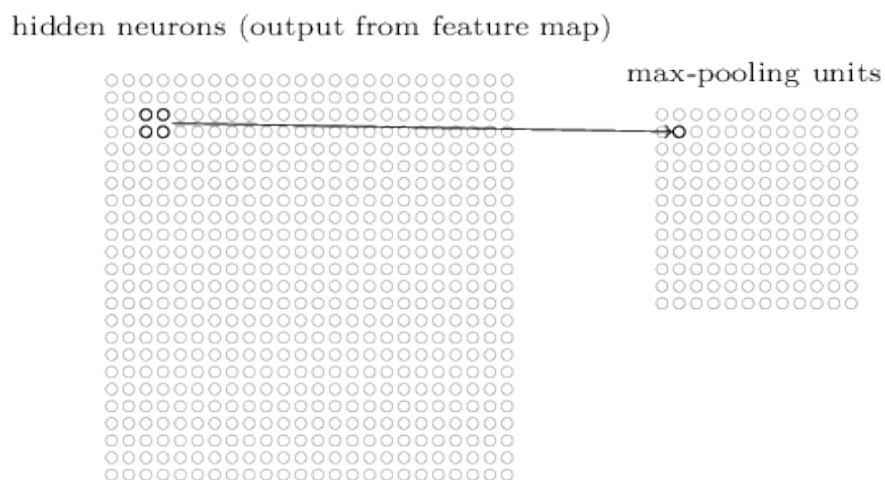 hidden neurons (output from feature map)
max-pooling units